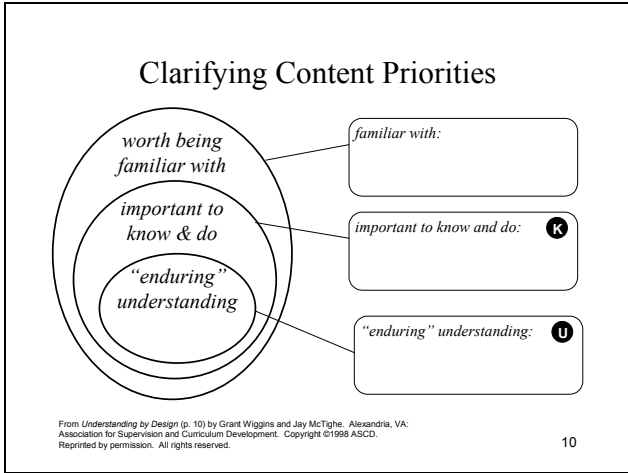 Clarifying Content Priorities
worth being
familiar with
important to
know & do
“enduring”
understanding
familiar with:
important to know and do:
K
“enduring” understanding:
U
From Understanding by Design (p. 10) by Grant Wiggins and Jay McTighe. Alexandria, VA:
Association for Supervision and Curriculum Development. Copyright ©1998 ASCD.
Reprinted by permission. All rights reserved.
10